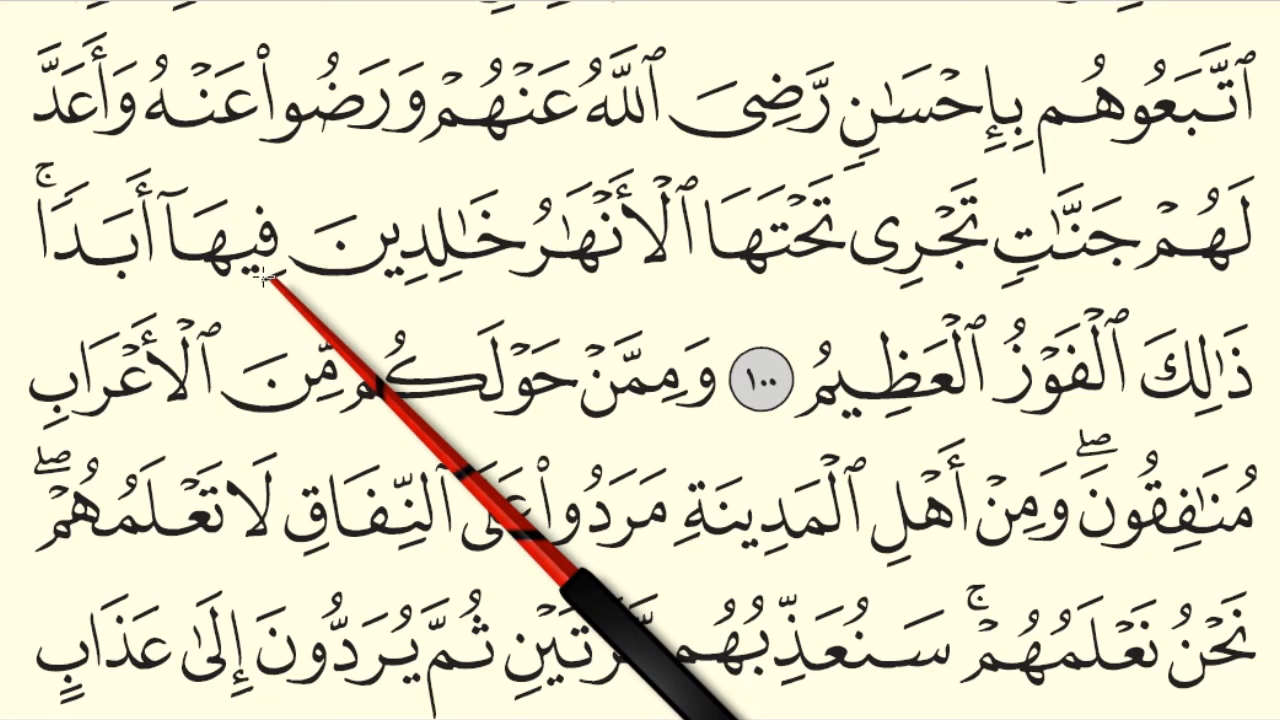 ٱتَّبَعُوهُم بِإِحْسَـٰنٍ رَّضِىَ ٱللَّهُ عَنْهُمْ وَرَضُوا۟ عَنْهُ وَأَعَدَّ
لَهُمْ جَنَّـٰتٍ تَجْرِى تَحْتَهَا ٱلْأَنْهَـٰرُ خَـٰلِدِينَ فِيهَآ أَبَدًا ۚ
ذَٰلِكَ ٱلْفَوْزُ ٱلْعَظِيمُ ١٠٠ وَمِمَّنْ حَوْلَكُم مِّنَ ٱلْأَعْرَابِ
مُنَـٰفِقُونَ ۖ وَمِنْ أَهْلِ ٱلْمَدِينَةِ مَرَدُوا۟ عَلَى ٱلنِّفَاقِ لَا تَعْلَمُهُمْ ۖ
نَحْنُ نَعْلَمُهُمْ ۚ سَنُعَذِّبُهُم مَّرَّتَيْنِ ثُمَّ يُرَدُّونَ إِلَىٰ عَذَابٍ